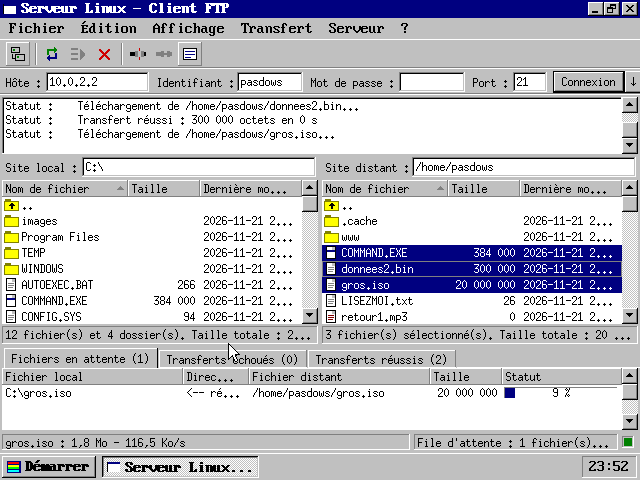 Serveur Linux - Client FTP
Fichier Édition Affichage Transfert Serveur ?
Hôte : 10.0.2.2 Identifiant : pasdows Mot de passe : Port : 21 Connexion ↓
Statut : Téléchargement de /home/pasdows/donnees2.bin...
Statut : Transfert réussi : 300 000 octets en 0 s
Statut : Téléchargement de /home/pasdows/gros.iso...
Site local : C:\ Site distant : /home/pasdows
Nom de fichier Taille Dernière mo... Nom de fichier Taille Dernière mo...
.. ..
images 2026-11-21 2... .cache 2026-11-21 2...
Program Files 2026-11-21 2... www 2026-11-21 2...
TEMP 2026-11-21 2... COMMAND.EXE 384 000 2026-11-21 2...
WINDOWS 2026-11-21 2... donnees2.bin 300 000 2026-11-21 2...
AUTOEXEC.BAT 266 2026-11-21 2... gros.iso 20 000 000 2026-11-21 2...
COMMAND.EXE 384 000 2026-11-21 2... LISEZMOI.txt 26 2026-11-21 2...
CONFIG.SYS 94 2026-11-21 2... retour1.mp3 0 2026-11-21 2...
12 fichier(s) et 4 dossier(s). Taille totale : 2... 3 fichier(s) sélectionné(s). Taille totale : 20 ...
Fichiers en attente (1) Transferts échoués (0) Transferts réussis (2)
Fichier local Direc... Fichier distant Taille Statut
C:\gros.iso <-- ré... /home/pasdows/gros.iso 20 000 000 9 %
gros.iso : 1,8 Mo - 116,5 Ko/s File d'attente : 1 fichier(s)...
Démarrer Serveur Linux... 23:52